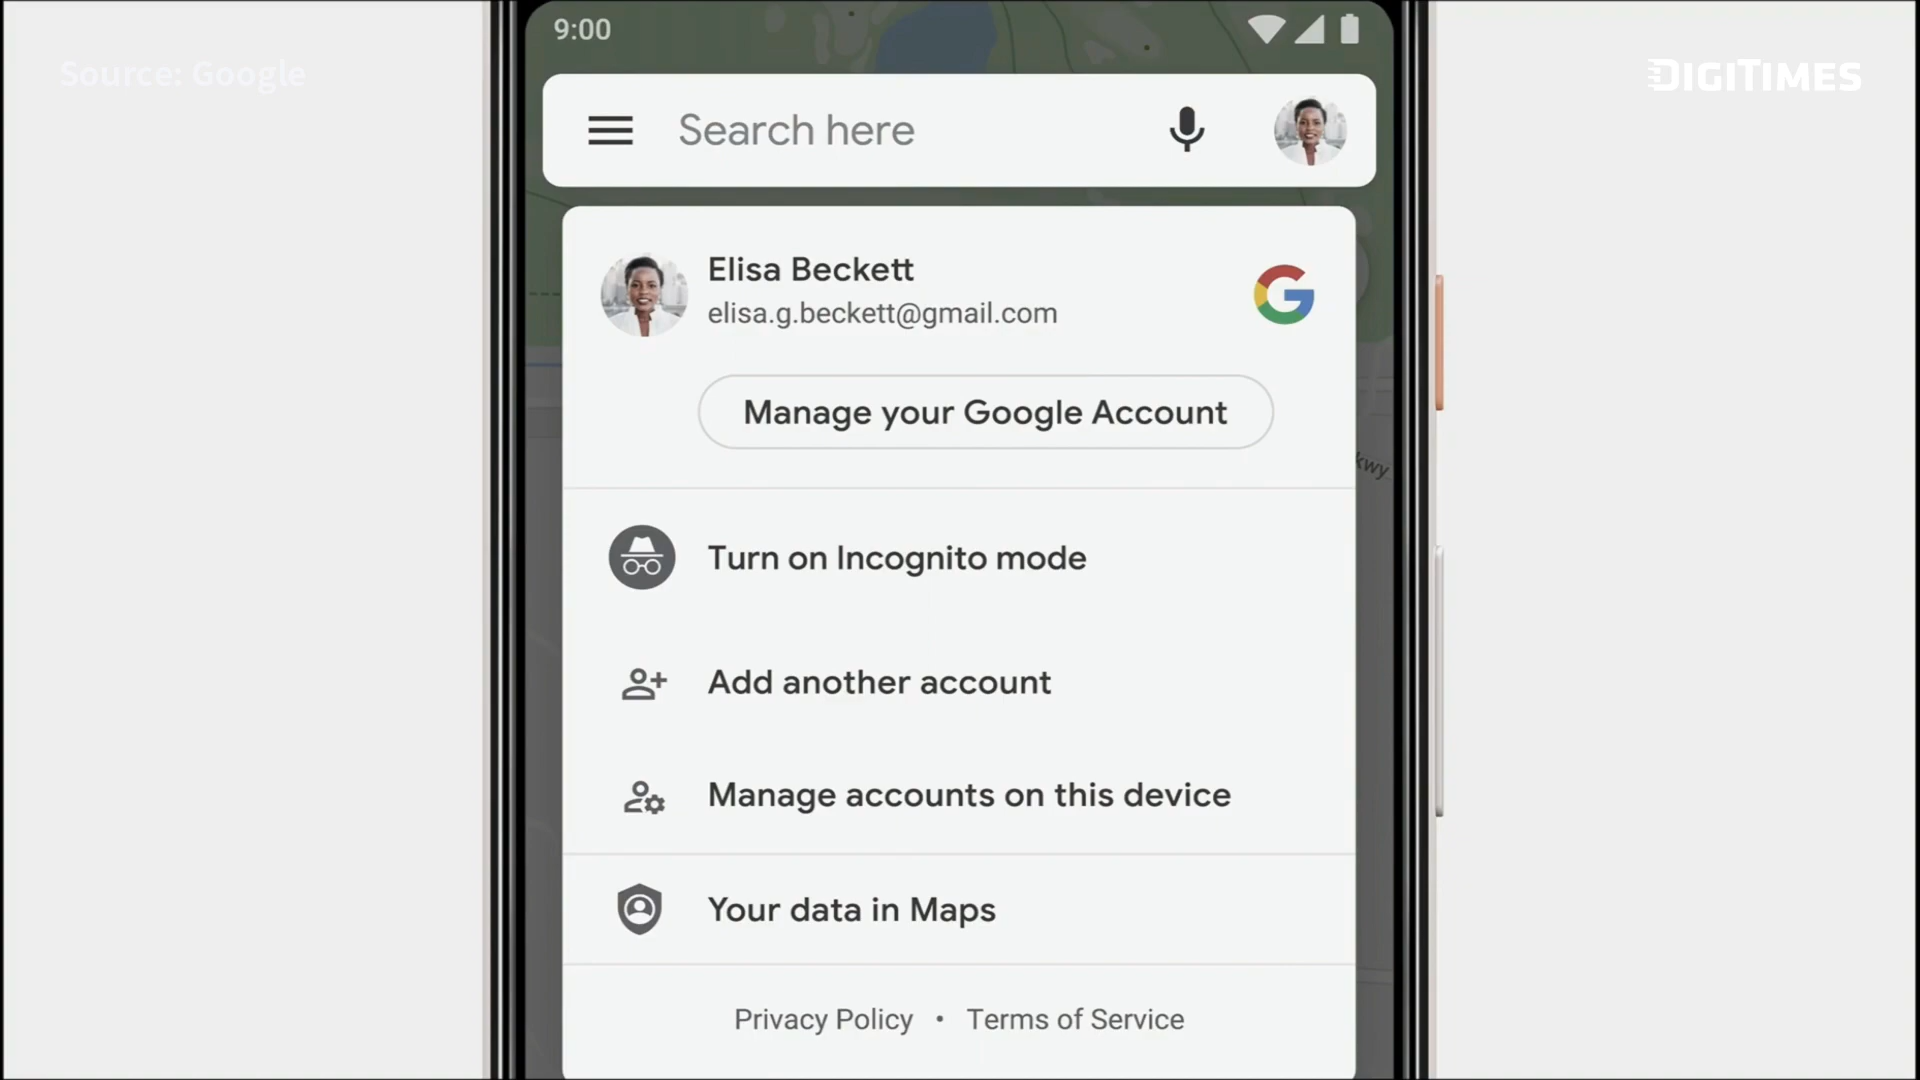 9:00
Source: Google
DIGITIMES
Search here
Elisa Beckett
elisa.g.beckett@gmail.com
Manage your Google Account
kwy
Turn on Incognito mode
Add another account
Manage accounts on this device
Your data in Maps
Privacy Policy • Terms of Service